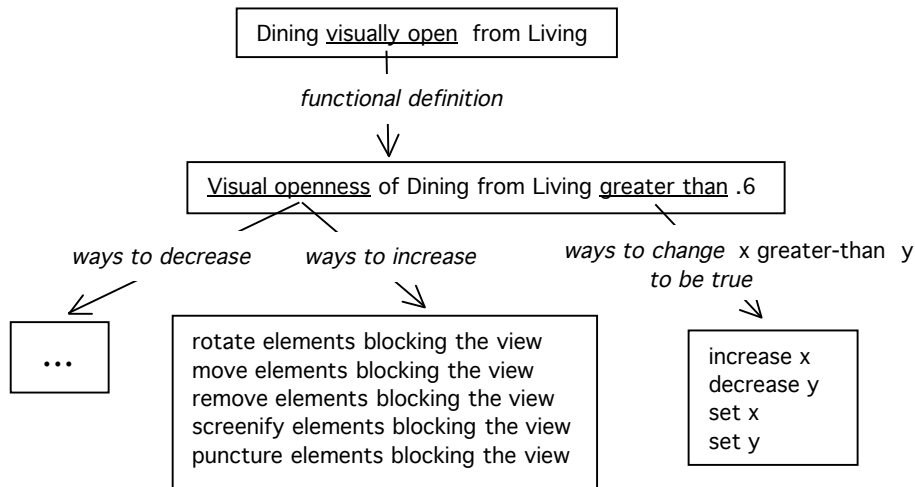 Dining visually open from Living
functional definition
Visual openness of Dining from Living greater than .6
ways to decrease
ways to increase
ways to change x greater-than y
to be true
...
rotate elements blocking the view
move elements blocking the view
remove elements blocking the view
screenify elements blocking the view
puncture elements blocking the view
increase x
decrease y
set x
set y